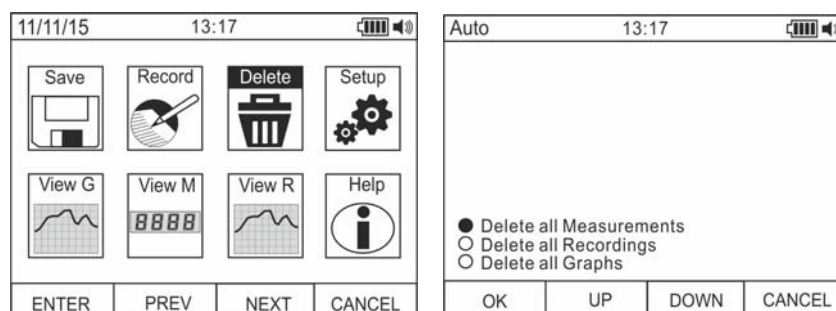 11/11/15 13:17
Save Record Delete Setup
View G View M View R Help
8888
ENTER PREV NEXT CANCEL
Auto 13:17
Delete all Measurements
Delete all Recordings
Delete all Graphs
OK UP DOWN CANCEL